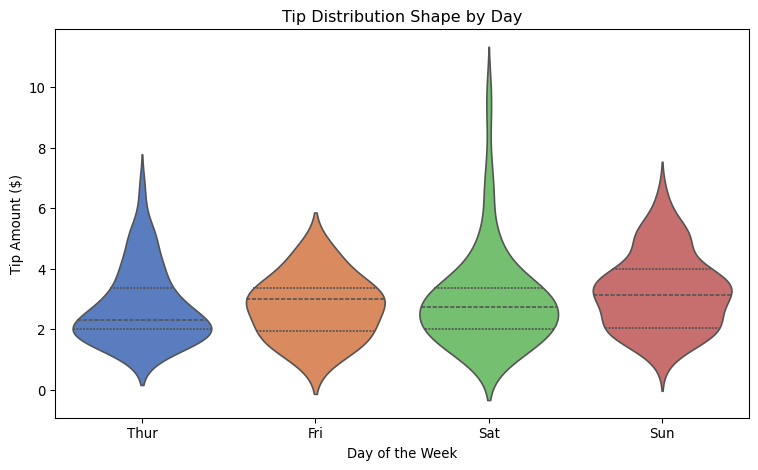 Tip Distribution Shape by Day
Tip Amount ($)
10
8
6
4
2
0
Thur Fri Sat Sun
Day of the Week